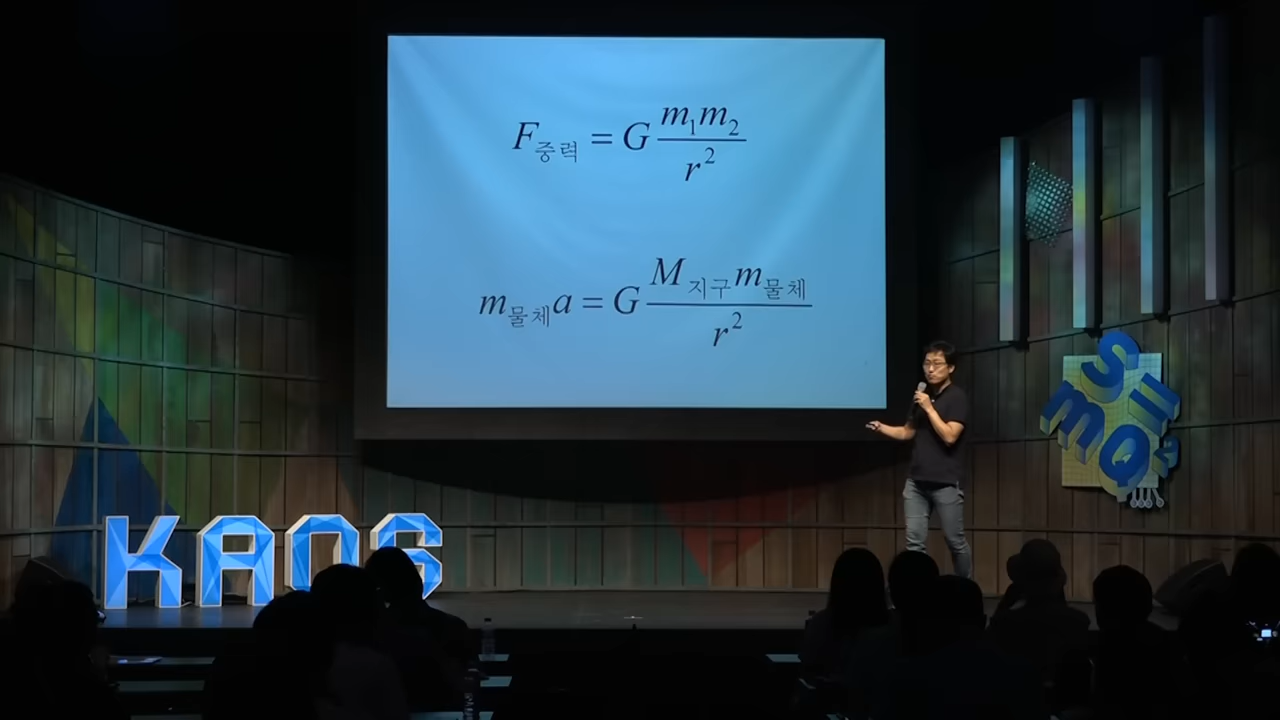 F중력 = G m₁m₂ / r²
m물체a = G M지구m물체 / r²
KAOS